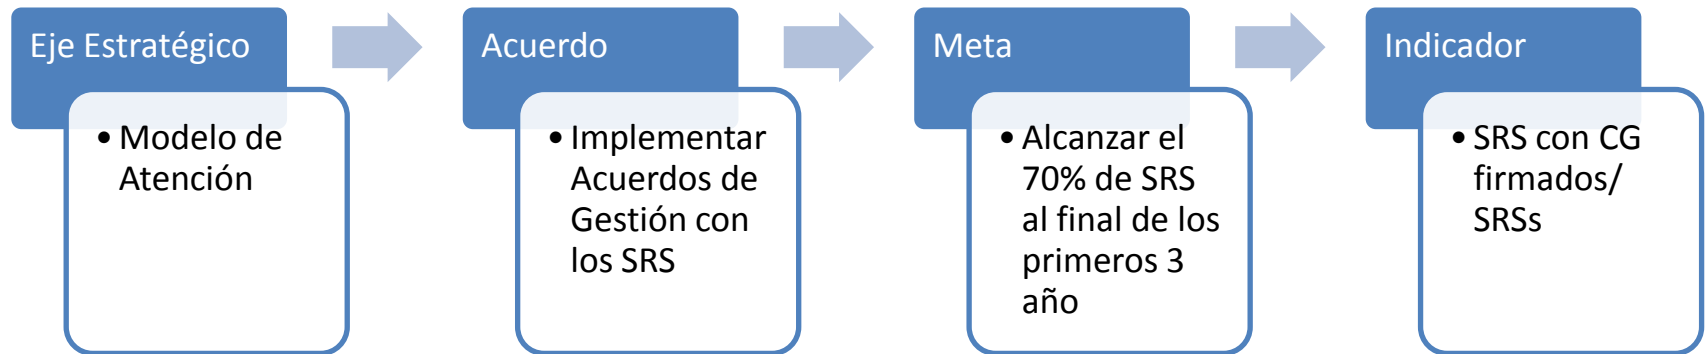 Eje Estratégico
• Modelo de
Atención
Acuerdo
• Implementar
Acuerdos de
Gestión con
los SRS
Meta
• Alcanzar el
70% de SRS
al final de los
primeros 3
año
Indicador
• SRS con CG
firmados/
SRSs